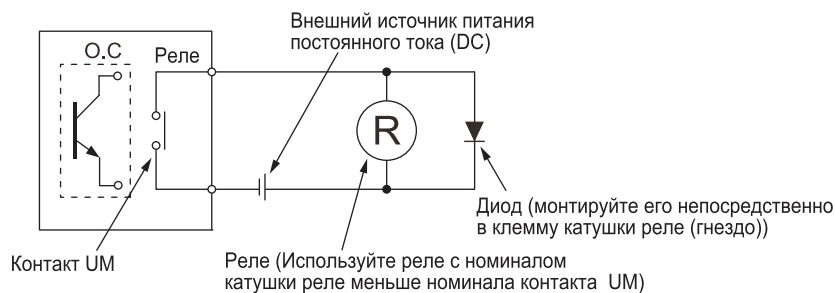 Внешний источник питания
постоянного тока (DC)
О.С
Реле
R
Диод (монтируйте его непосредственно
в клемму катушки реле (гнездо))
Контакт UM
Реле (Используйте реле с номиналом
катушки реле меньше номинала контакта UM)